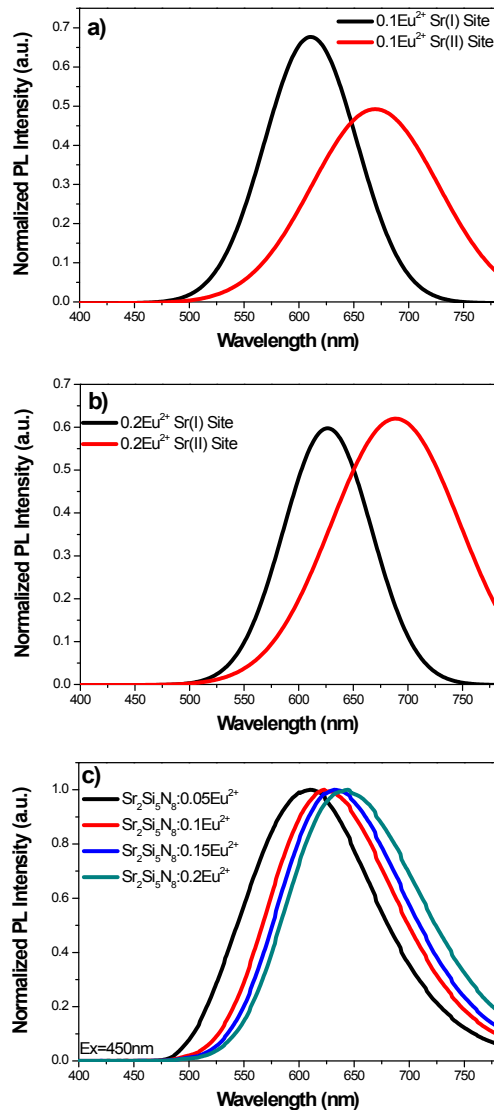 a)
0.1Eu²⁺ Sr(I) Site
0.1Eu²⁺ Sr(II) Site
Normalized PL Intensity (a.u.)
0.7
0.6
0.5
0.4
0.3
0.2
0.1
0.0
400 450 500 550 600 650 700 750
Wavelength (nm)
b)
0.2Eu²⁺ Sr(I) Site
0.2Eu²⁺ Sr(II) Site
Normalized PL Intensity (a.u.)
0.7
0.6
0.5
0.4
0.3
0.2
0.1
0.0
400 450 500 550 600 650 700 750
Wavelength (nm)
c)
Sr₂Si₅N₈:0.05Eu²⁺
Sr₂Si₅N₈:0.1Eu²⁺
Sr₂Si₅N₈:0.15Eu²⁺
Sr₂Si₅N₈:0.2Eu²⁺
Normalized PL Intensity (a.u.)
1.0
0.8
0.6
0.4
0.2
0.0
Ex=450nm
400 450 500 550 600 650 700 750
Wavelength (nm)